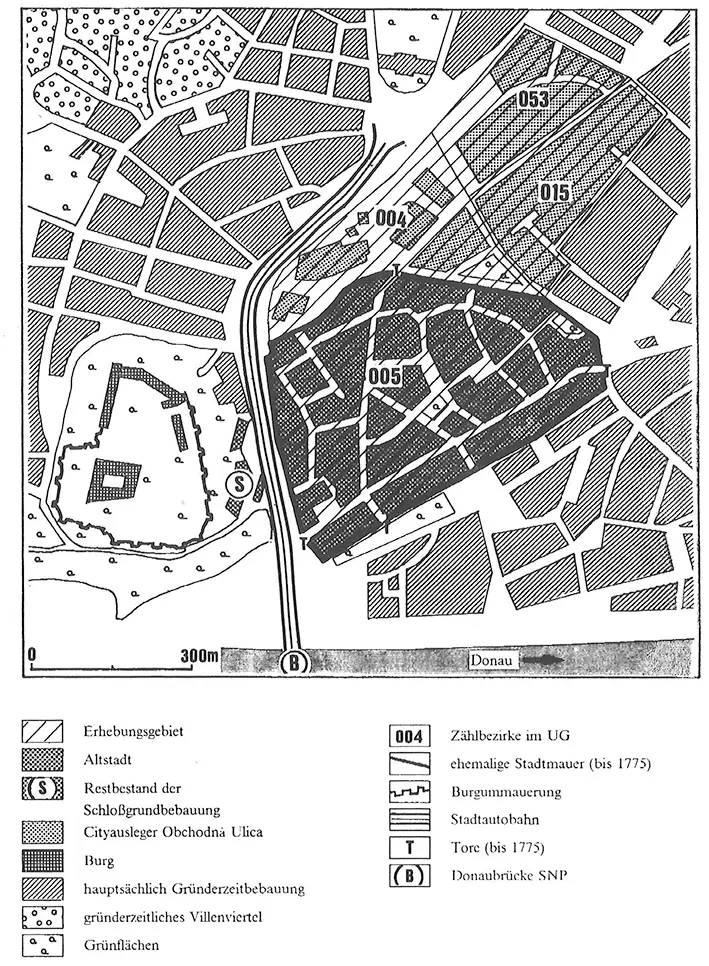 053
015
004
T
005
T
S
T
T
0
300m
B
Donau
Erhebungsgebiet
Altstadt
S Restbestand der
Schloßgrundbebauung
Cityausleger Obchodná Ulica
Burg
hauptsächlich Gründerzeitbebauung
gründerzeitliches Villenviertel
Grünflächen
004 Zählbezirke im UG
ehemalige Stadtmauer (bis 1775)
Burgummauerung
Stadtautobahn
T Tore (bis 1775)
B Donaubrücke SNP